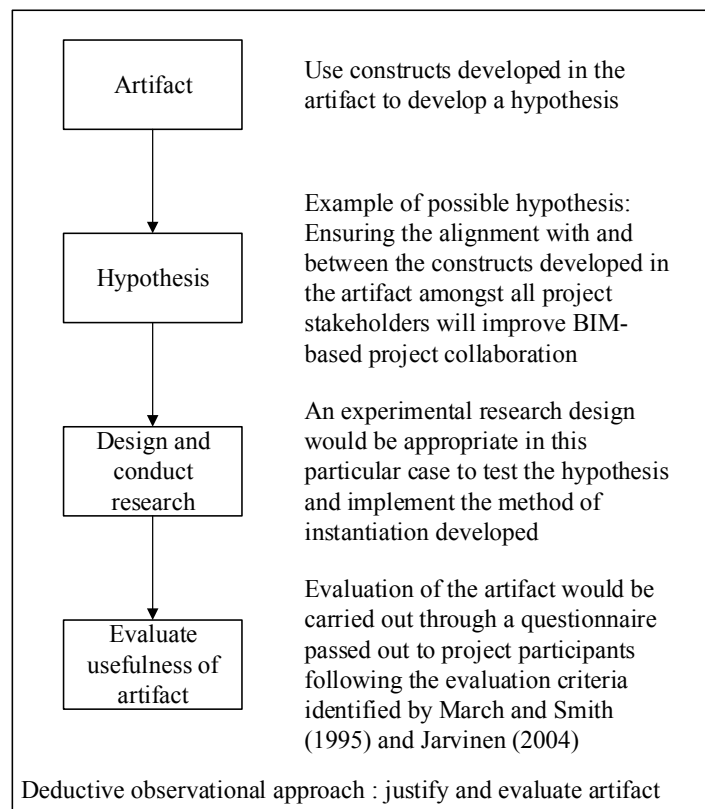 Artifact
Use constructs developed in the
artifact to develop a hypothesis
Hypothesis
Example of possible hypothesis:
Ensuring the alignment with and
between the constructs developed in
the artifact amongst all project
stakeholders will improve BIM-
based project collaboration
Design and
conduct
research
An experimental research design
would be appropriate in this
particular case to test the hypothesis
and implement the method of
instantiation developed
Evaluate
usefulness of
artifact
Evaluation of the artifact would be
carried out through a questionnaire
passed out to project participants
following the evaluation criteria
identified by March and Smith
(1995) and Jarvinen (2004)
Deductive observational approach : justify and evaluate artifact